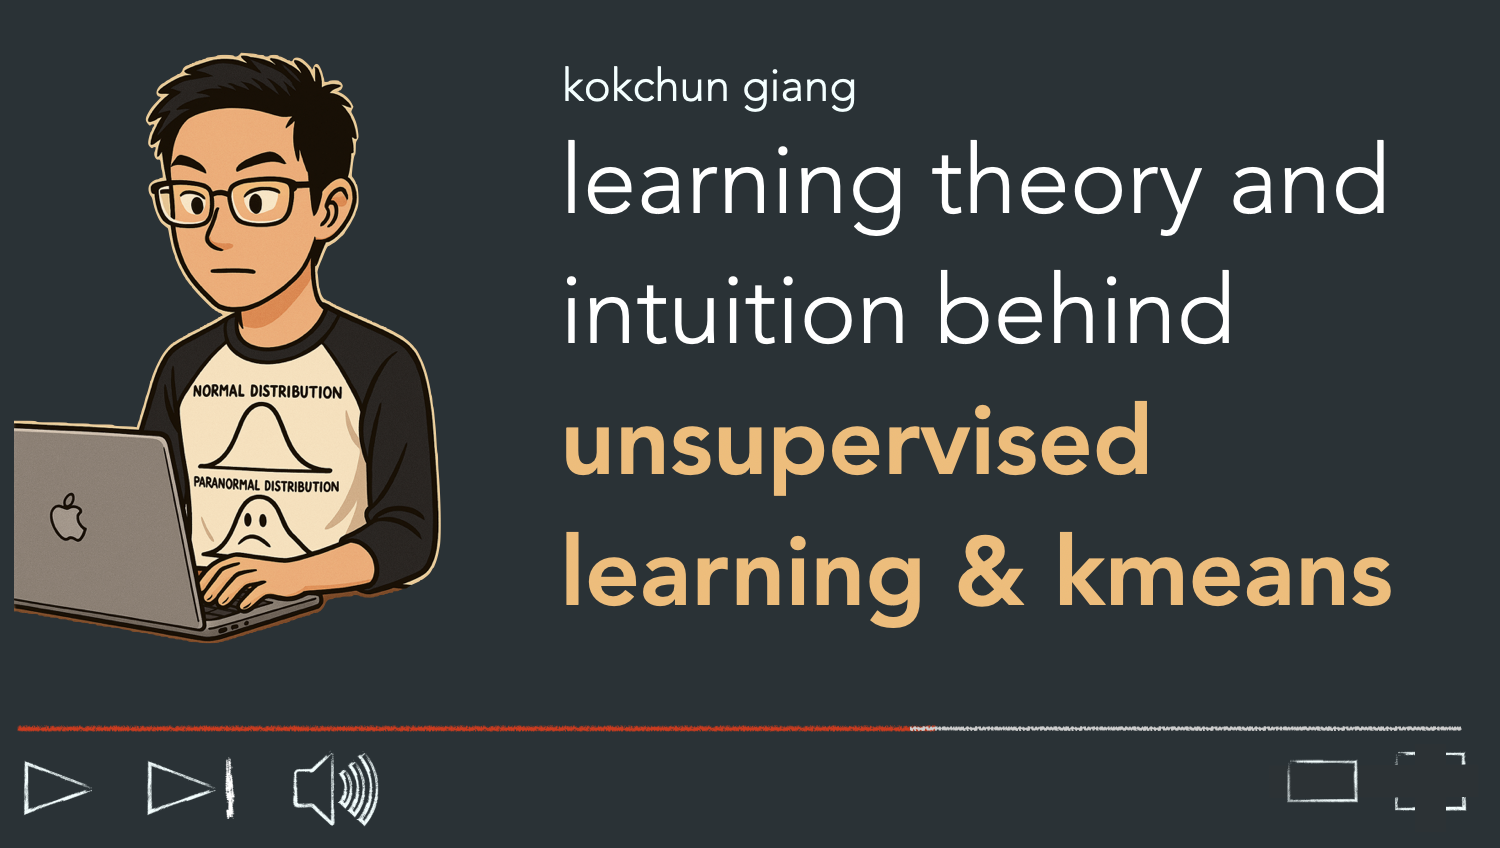 kokchun giang
learning theory and
intuition behind
unsupervised
learning & kmeans
NORMAL DISTRIBUTION
PARANORMAL DISTRIBUTION